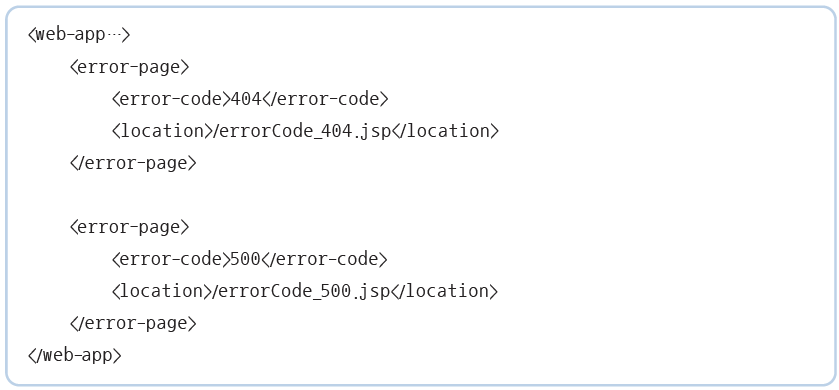 <web-app…>
<error-page>
<error-code>404</error-code>
<location>/errorCode_404.jsp</location>
</error-page>
<error-page>
<error-code>500</error-code>
<location>/errorCode_500.jsp</location>
</error-page>
</web-app>